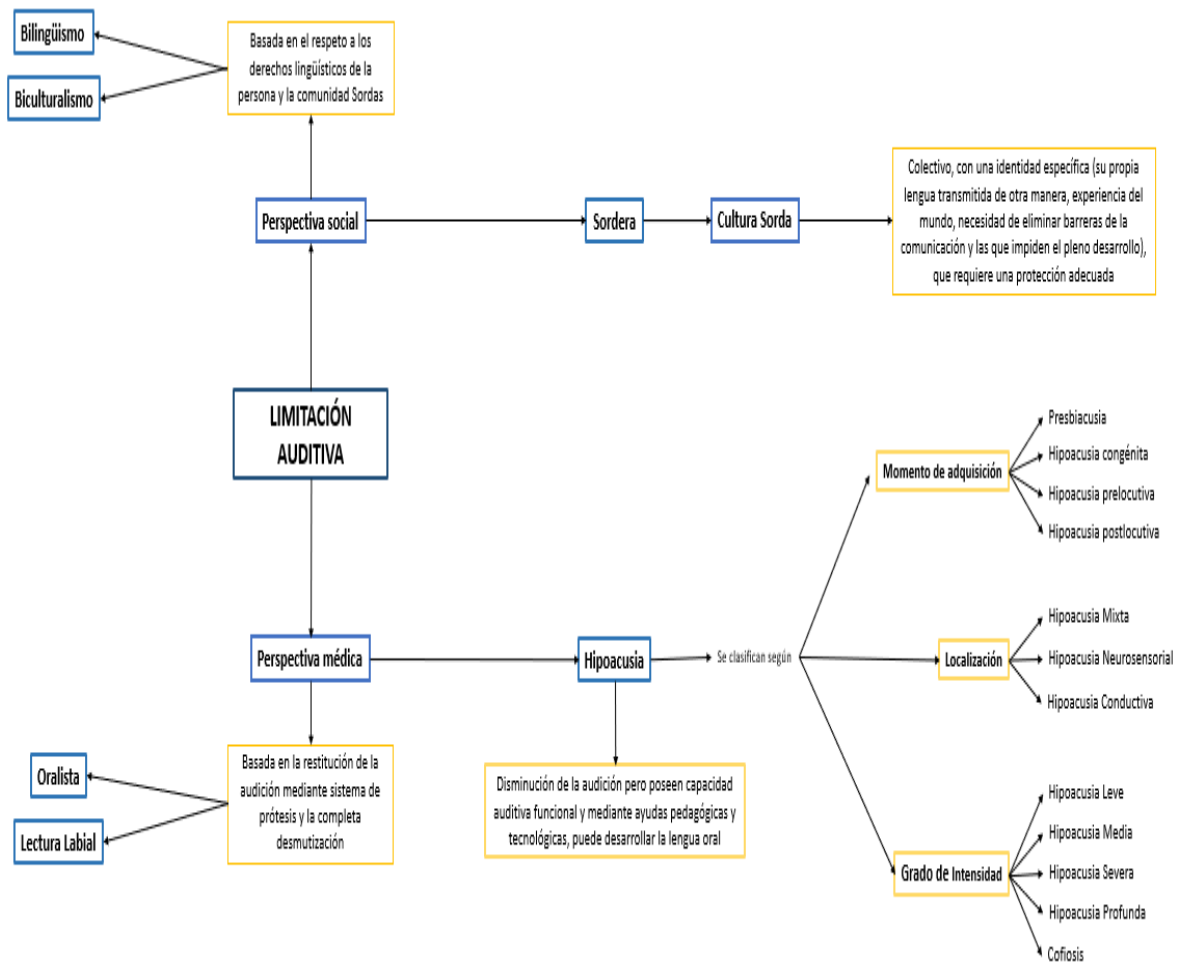 Bilingüismo
Biculturalismo
Basada en el respeto a los
derechos lingüísticos de la
persona y la comunidad Sordas
Perspectiva social
Sordera
Cultura Sorda
Colectivo, con una identidad específica (su propia
lengua transmitida de otra manera, experiencia del
mundo, necesidad de eliminar barreras de la
comunicación y las que impiden el pleno desarrollo),
que requiere una protección adecuada
LIMITACIÓN
AUDITIVA
Perspectiva médica
Hipoacusia
Se clasifican según
Momento de adquisición
Presbiacusia
Hipoacusia congénita
Hipoacusia prelocutiva
Hipoacusia postlocutiva
Localización
Hipoacusia Mixta
Hipoacusia Neurosensorial
Hipoacusia Conductiva
Grado de Intensidad
Hipoacusia Leve
Hipoacusia Media
Hipoacusia Severa
Hipoacusia Profunda
Cofiosis
Oralista
Lectura Labial
Basada en la restitución de la
audición mediante sistema de
prótesis y la completa
desmutización
Disminución de la audición pero poseen capacidad
auditiva funcional y mediante ayudas pedagógicas y
tecnológicas, puede desarrollar la lengua oral